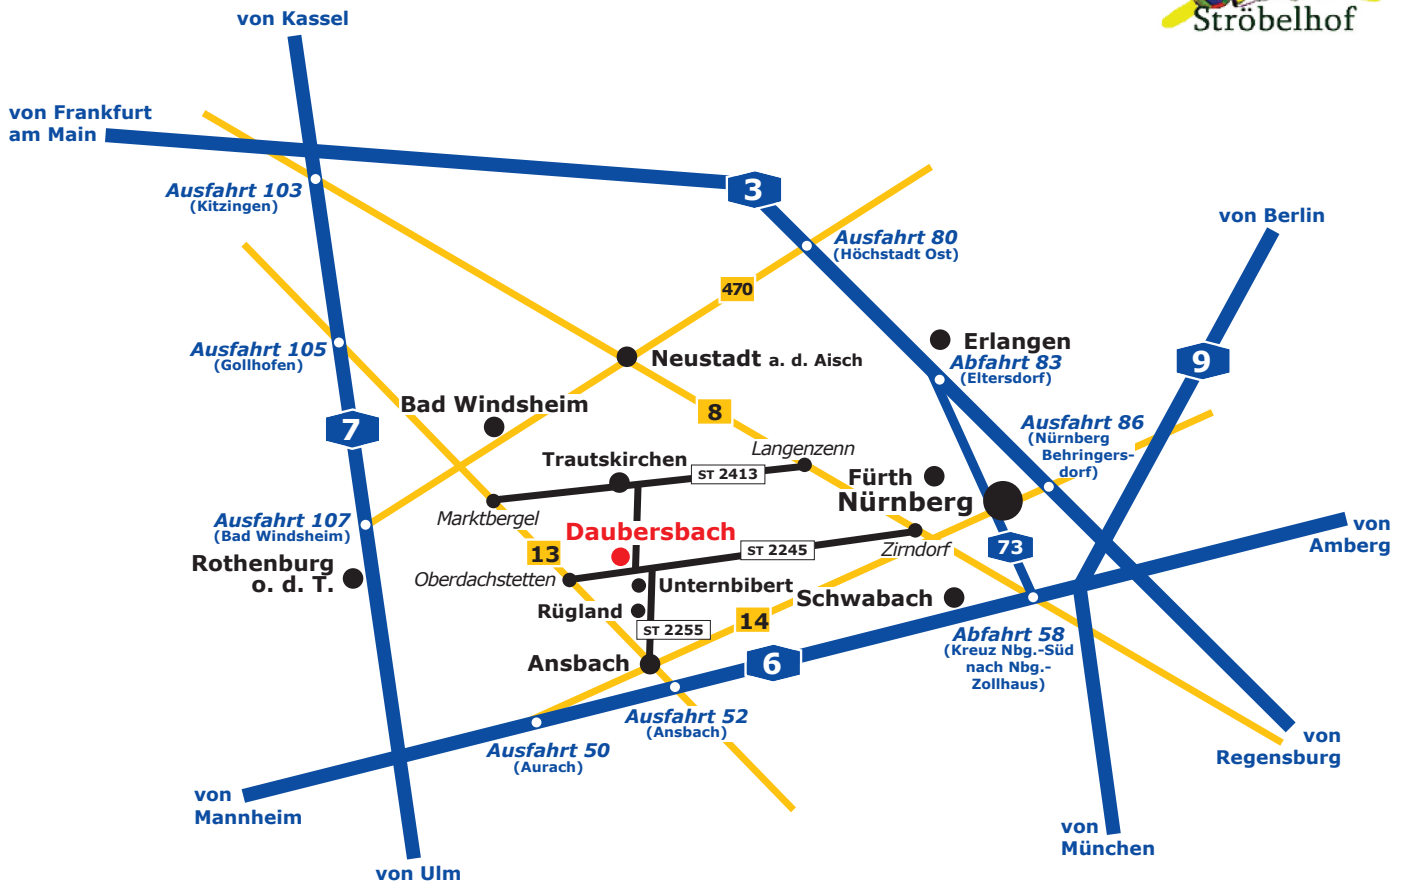 Ströbelhof
von Kassel
von Frankfurt
am Main
Ausfahrt 103
(Kitzingen)
3
von Berlin
Ausfahrt 80
(Höchstadt Ost)
470
Ausfahrt 105
(Gollhofen)
Neustadt a. d. Aisch
Erlangen
Abfahrt 83
(Eltersdorf)
9
Bad Windsheim
8
7
Ausfahrt 86
(Nürnberg
Behringers-
dorf)
Langenzenn
Trautskirchen
ST 2413
Fürth
Nürnberg
Marktbergel
Ausfahrt 107
(Bad Windsheim)
Daubersbach
13
ST 2245
Zirndorf
73
von
Amberg
Rothenburg
o. d. T.
Oberdachstetten
Unternbibert
Rügland
Schwabach
ST 2255
14
Abfahrt 58
(Kreuz Nbg.-Süd
nach Nbg.-
Zollhaus)
Ansbach
6
Ausfahrt 52
(Ansbach)
Ausfahrt 50
(Aurach)
von
Regensburg
von
Mannheim
von
München
von Ulm